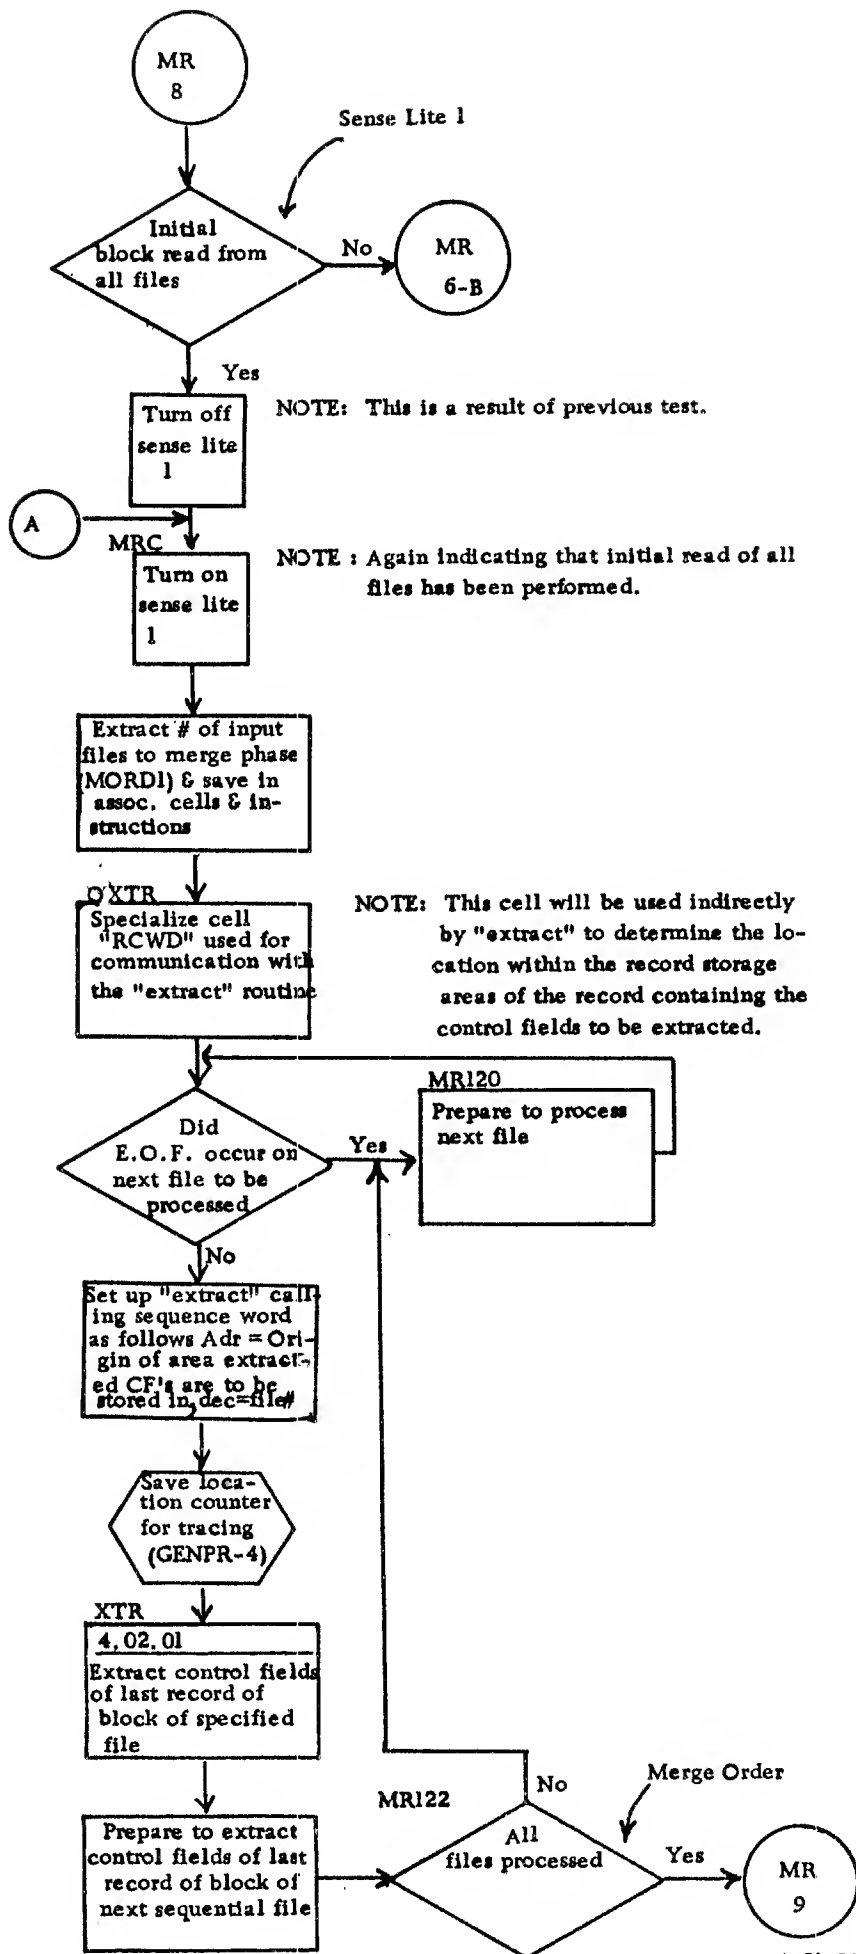 MR
8
Sense Lite 1
Initial
block read from
all files
No
MR
6-B
Yes
Turn off
sense lite
1
NOTE: This is a result of previous test.
A
MRC
Turn on
sense lite
1
NOTE : Again indicating that initial read of all
files has been performed.
Extract # of input
files to merge phase
(MORD1) & save in
assoc. cells & in-
structions
O'XTR
Specialize cell
"RCWD" used for
communication with
the "extract" routine
NOTE: This cell will be used indirectly
by "extract" to determine the lo-
cation within the record storage
areas of the record containing the
control fields to be extracted.
Did
E.O.F. occur on
next file to be
processed
Yes
MR120
Prepare to process
next file
No
Set up "extract" call-
ing sequence word
as follows Adr = Ori-
gin of area extract-
ed CF's are to be
stored in, dec=file#
Save loca-
tion counter
for tracing
(GENPR-4)
XTR
4.02.01
Extract control fields
of last record of
block of specified
file
Prepare to extract
control fields of last
record of block of
next sequential file
MR122
All
files processed
No
Merge Order
Yes
MR
9